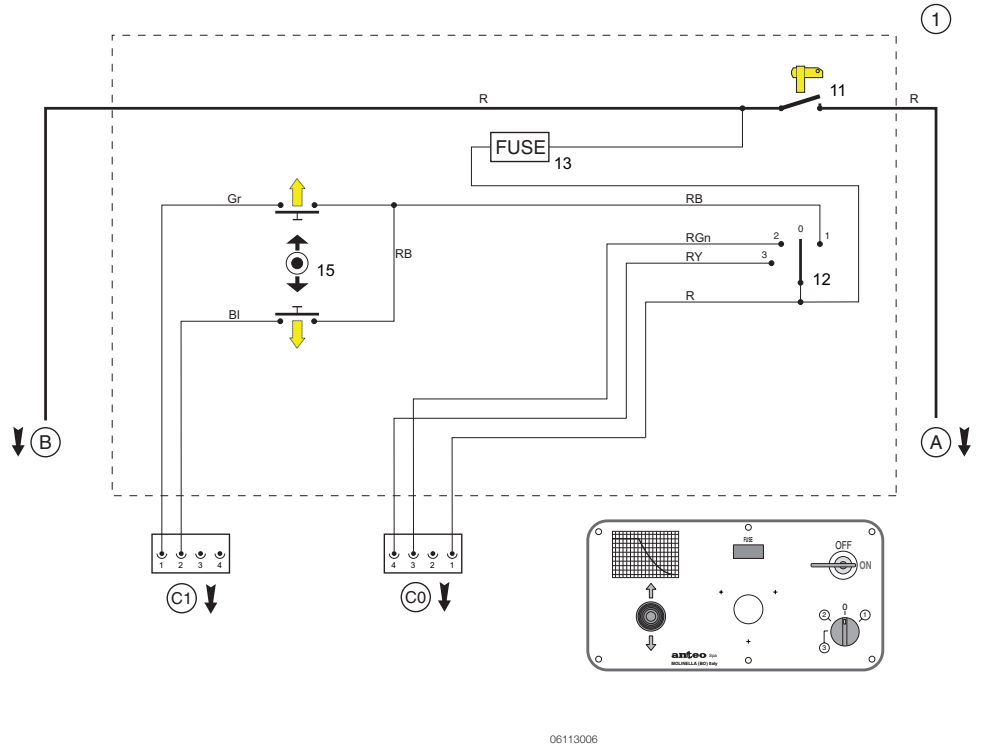 1
R
11
R
FUSE
13
Gr
RB
RB
0
2
1
RGn
3
RY
12
15
R
Bl
B
A
1 2 3 4
4 3 2 1
C1
C0
FUSE
OFF
ON
0
2
1
3
anteo Spa
MOLINELLA (BO) Italy
06113006